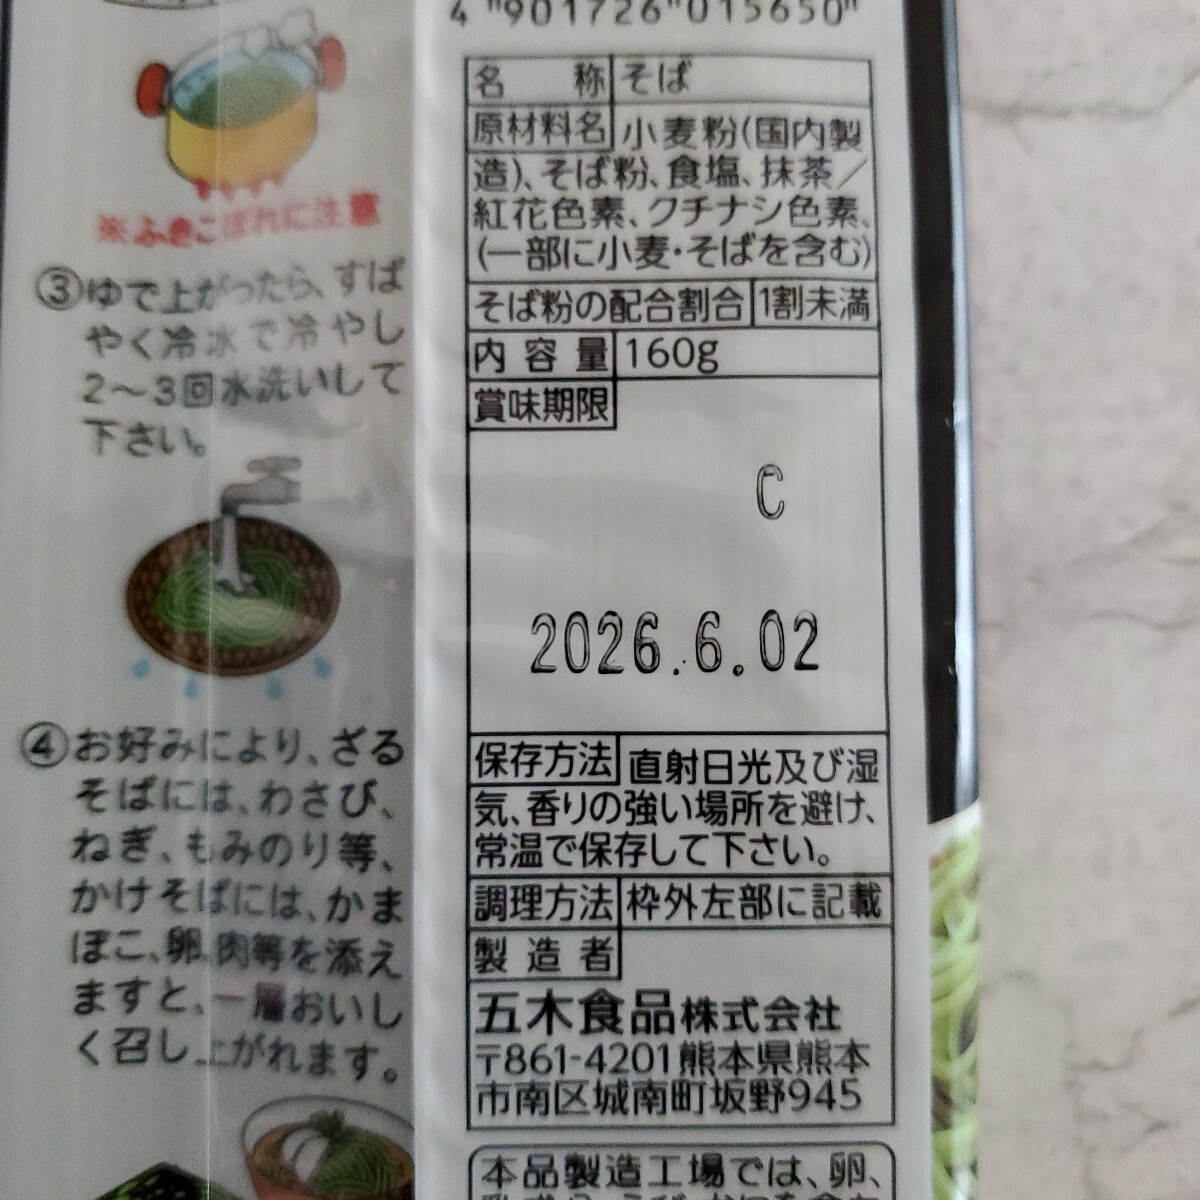 ※ふきこぼれに注意
③ゆで上がったら、すば
やく冷水で冷やし
2～3回水洗いして
下さい。
④お好みにより、ざる
そばには、わさび、
ねぎ、もみのり等、
かけそばには、かま
ぼこ、卵、肉等を添え
ますと、一層おいし
く召し上がれます。
4 "901726"015650"
名称 そば
原材料名 小麦粉(国内製
造)、そば粉、食塩、抹茶／
紅花色素、クチナシ色素、
(一部に小麦・そばを含む)
そば粉の配合割合 1割未満
内容量 160g
賞味期限
C
2026.6.02
保存方法 直射日光及び湿
気、香りの強い場所を避け、
常温で保存して下さい。
調理方法 枠外左部に記載
製造者
五木食品株式会社
〒861-4201熊本県熊本
市南区城南町坂野945
本品製造工場では、卵、